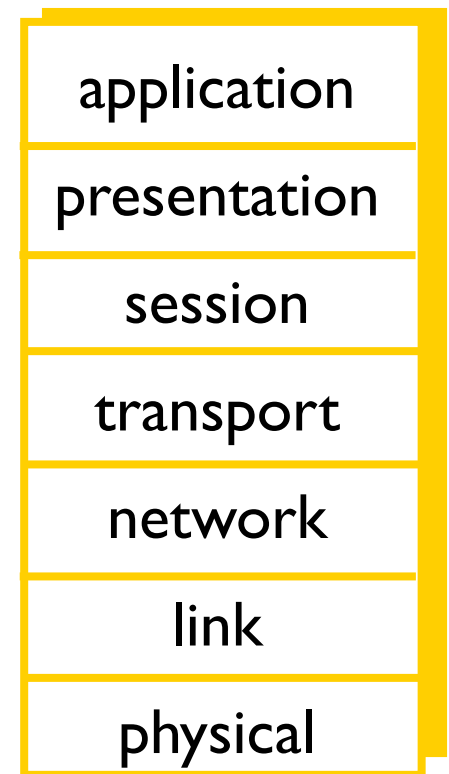 application
presentation
session
transport
network
link
physical